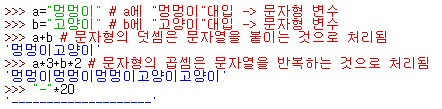 >>> a="멍멍이" # a에 "멍멍이"대입 -> 문자형 변수
>>> b="고양이" # b에 "고양이"대입 -> 문자형 변수
>>> a+b # 문자형의 덧셈은 문자열을 붙이는 것으로 처리됨
'멍멍이고양이'
>>> a*3+b*2 # 문자형의 곱셈은 문자열을 반복하는 것으로 처리됨
'멍멍이멍멍이멍멍이고양이고양이'
>>> "-"*20
'--------------------'